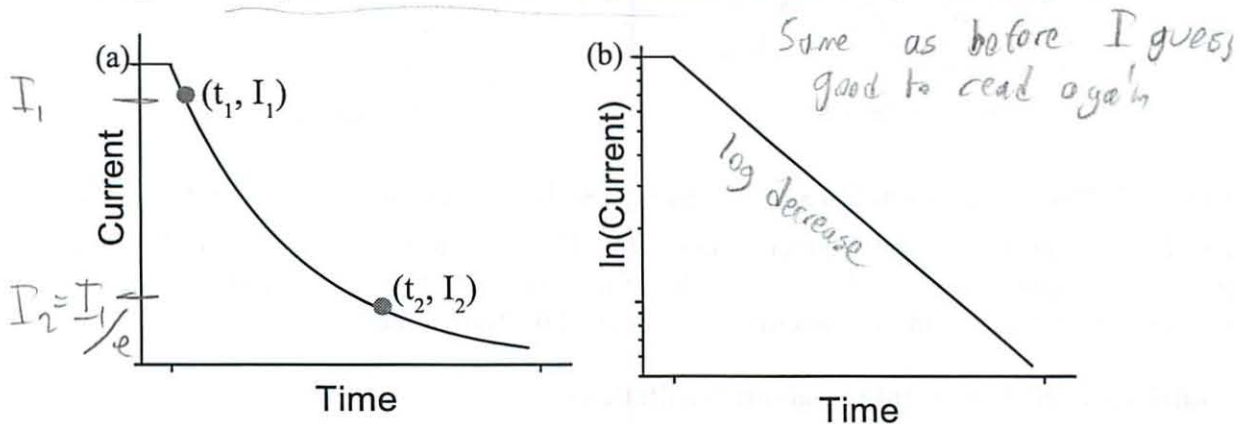 Same as before I guess
good to read again
(a)
I₁
(t₁, I₁)
Current
I₂ = I₁/e
(t₂, I₂)
Time
(b)
ln(Current)
log decrease
Time